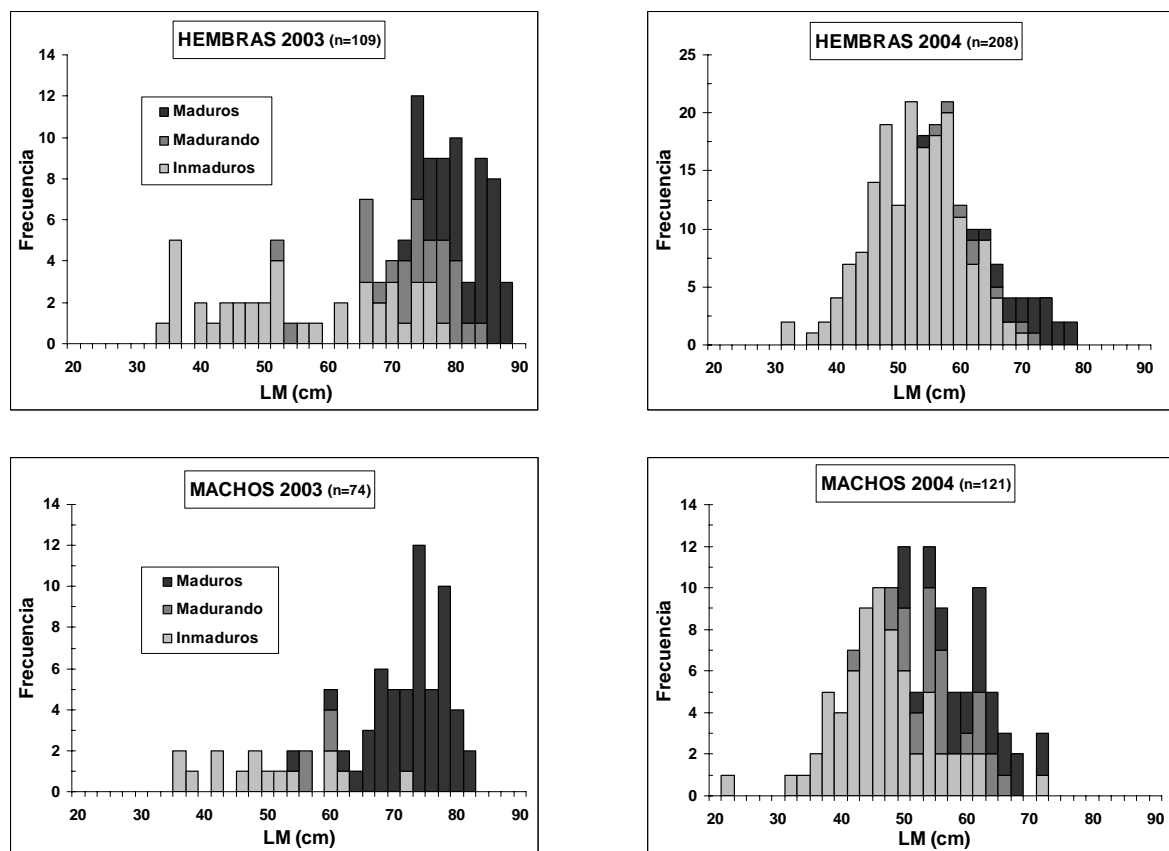 HEMBRAS 2003 (n=109)
14
12
10
8
6
4
2
0
Frecuencia
Maduros
Madurando
Inmaduros
20 30 40 50 60 70 80 90
LM (cm)
HEMBRAS 2004 (n=208)
25
20
15
10
5
0
Frecuencia
20 30 40 50 60 70 80 90
LM (cm)
MACHOS 2003 (n=74)
14
12
10
8
6
4
2
0
Frecuencia
Maduros
Madurando
Inmaduros
20 30 40 50 60 70 80 90
LM (cm)
MACHOS 2004 (n=121)
14
12
10
8
6
4
2
0
Frecuencia
20 30 40 50 60 70 80 90
LM (cm)